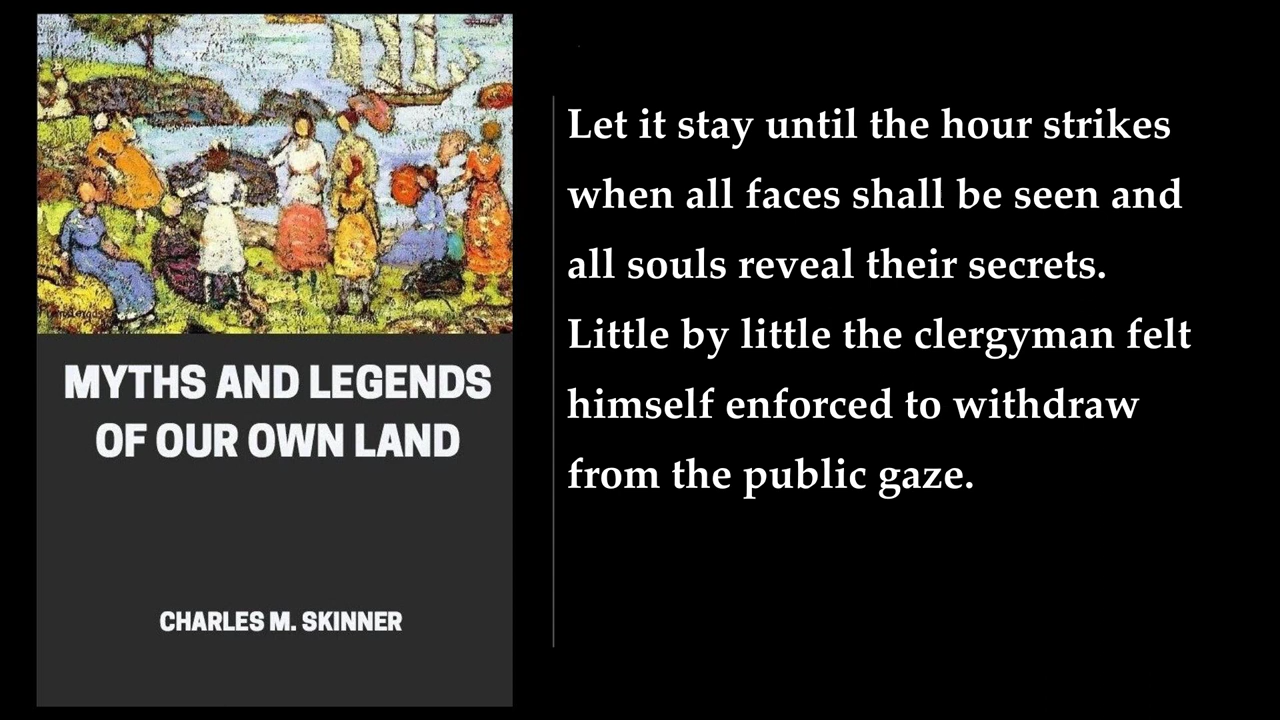 MYTHS AND LEGENDS
OF OUR OWN LAND
CHARLES M. SKINNER
Let it stay until the hour strikes
when all faces shall be seen and
all souls reveal their secrets.
Little by little the clergyman felt
himself enforced to withdraw
from the public gaze.